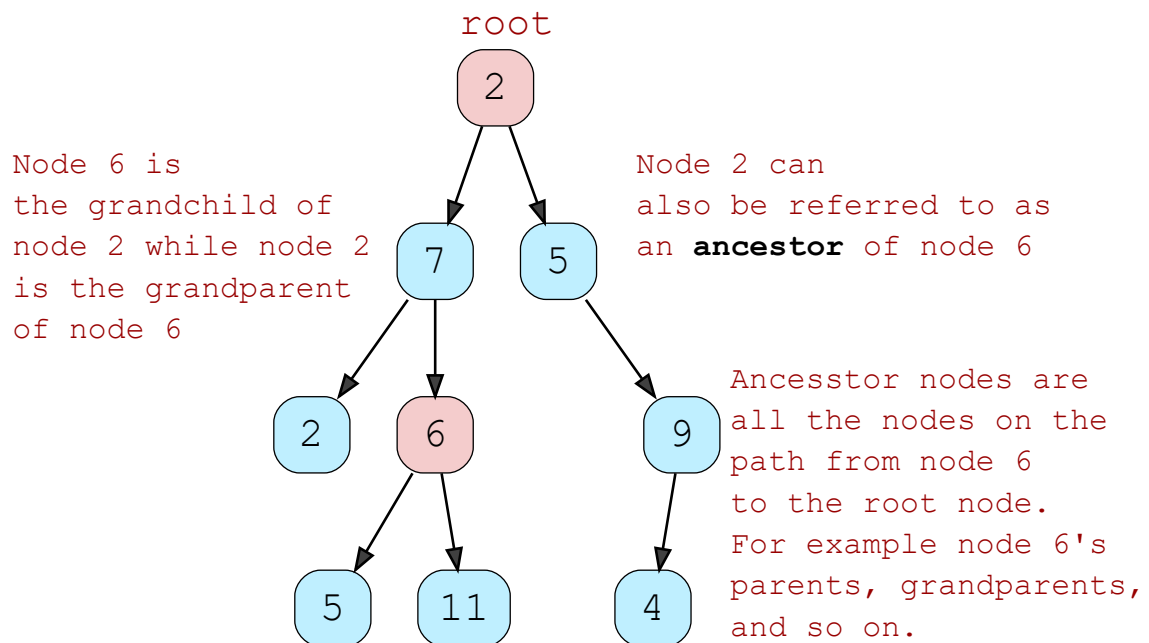 root
2
Node 6 is
the grandchild of
node 2 while node 2
is the grandparent
of node 6
Node 2 can
also be referred to as
an ancestor of node 6
7
5
2
6
9
Ancesstor nodes are
all the nodes on the
path from node 6
to the root node.
For example node 6's
parents, grandparents,
and so on.
5
11
4